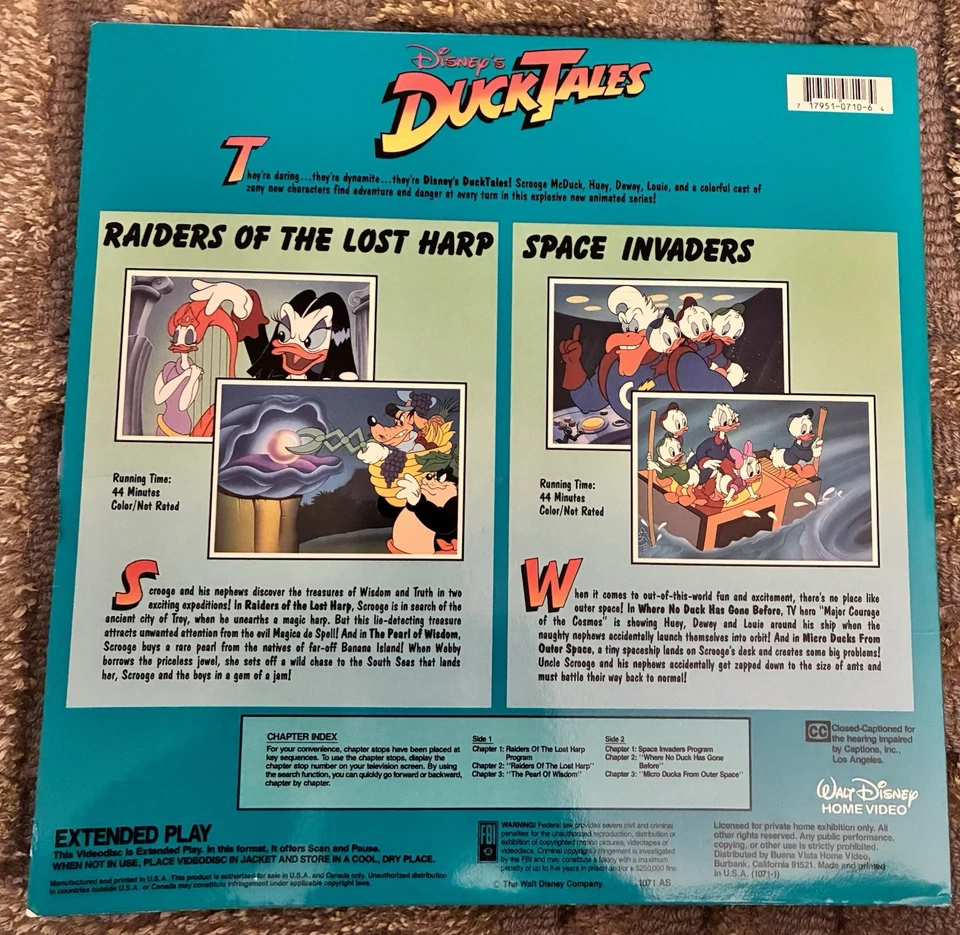 DISNEY'S
DUCKTALES
7 17951-0710-6 4
They're daring...they're dynamite...they're Disney's DuckTales! Scrooge McDuck, Huey, Dewey, Louie, and a colorful cast of
zany new characters find adventure and danger at every turn in this explosive new animated series!
RAIDERS OF THE LOST HARP
Running Time:
44 Minutes
Color/Not Rated
Scrooge and his nephews discover the treasures of Wisdom and Truth in two
exciting expeditions! In Raiders of the Lost Harp, Scrooge is in search of the
ancient city of Troy, when he unearths a magic harp. But this lie-detecting treasure
attracts unwanted attention from the evil Magica de Spell! And in The Pearl of Wisdom,
Scrooge buys a rare pearl from the natives of far-off Banana Island! When Webby
borrows the priceless jewel, she sets off a wild chase to the South Seas that lands
her, Scrooge and the boys in a gem of a jam!
SPACE INVADERS
C
Running Time:
44 Minutes
Color/Not Rated
When it comes to out-of-this-world fun and excitement, there's no place like
outer space! In Where No Duck Has Gone Before, TV hero "Major Courage
of the Cosmos" is showing Huey, Dewey and Louie around his ship when the
naughty nephews accidentally launch themselves into orbit! And in Micro Ducks From
Outer Space, a tiny spaceship lands on Scrooge's desk and creates some big problems!
Uncle Scrooge and his nephews accidentally get zapped down to the size of ants and
must battle their way back to normal!
CHAPTER INDEX
For your convenience, chapter stops have been placed at
key sequences. To use the chapter stops, display the
chapter stop number on your television screen. By using
the search function, you can quickly go forward or backward,
chapter by chapter.
Side 1
Chapter 1: Raiders Of The Lost Harp
Program
Chapter 2: "Raiders Of The Lost Harp"
Chapter 3: "The Pearl Of Wisdom"
Side 2
Chapter 1: Space Invaders Program
Chapter 2: "Where No Duck Has Gone
Before"
Chapter 3: "Micro Ducks From Outer Space"
CC Closed-Captioned for
the hearing impaired
by Captions, Inc.,
Los Angeles.
WALT DISNEY
HOME VIDEO
EXTENDED PLAY
This Videodisc is Extended Play. In this format, it offers Scan and Pause.
WHEN NOT IN USE, PLACE VIDEODISC IN JACKET AND STORE IN A COOL, DRY PLACE.
Manufactured and printed in U.S.A. This product is authorized for sale in U.S.A. and Canada only. Unauthorized distribution
in countries outside U.S.A. or Canada may constitute infringement under applicable copyright laws.
FBI
WARNING! Federal law provides severe civil and criminal
penalties for the unauthorized reproduction, distribution or
exhibition of copyrighted motion pictures, videotapes or
videodiscs. Criminal copyright infringement is investigated
by the FBI and may constitute a felony with a maximum
penalty of up to five years in prison and/or a $250,000 fine.
© The Walt Disney Company 1071 AS
Licensed for private home exhibition only. All
other rights reserved. Any public performance,
copying, or other use is strictly prohibited.
Distributed by Buena Vista Home Video,
Burbank, California 91521. Made and printed
in U.S.A. (1071-1)